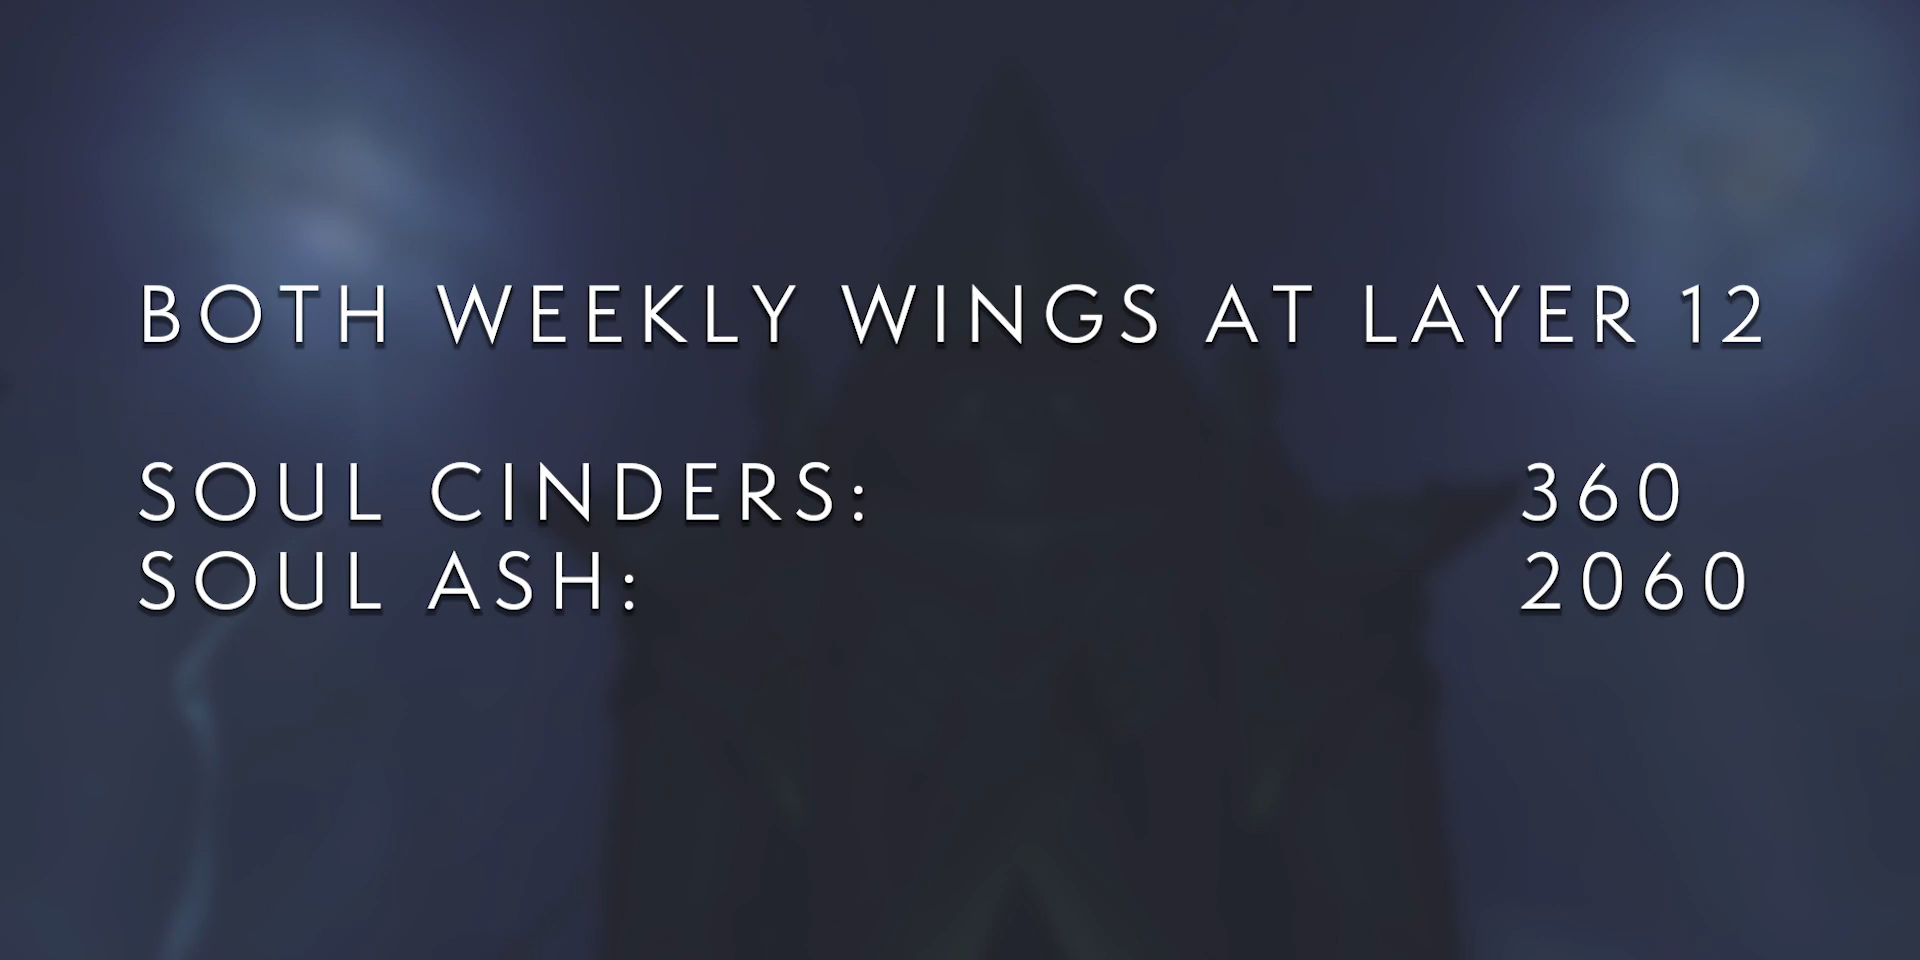 BOTH WEEKLY WINGS AT LAYER 12
SOUL CINDERS: 360
SOUL ASH: 2060